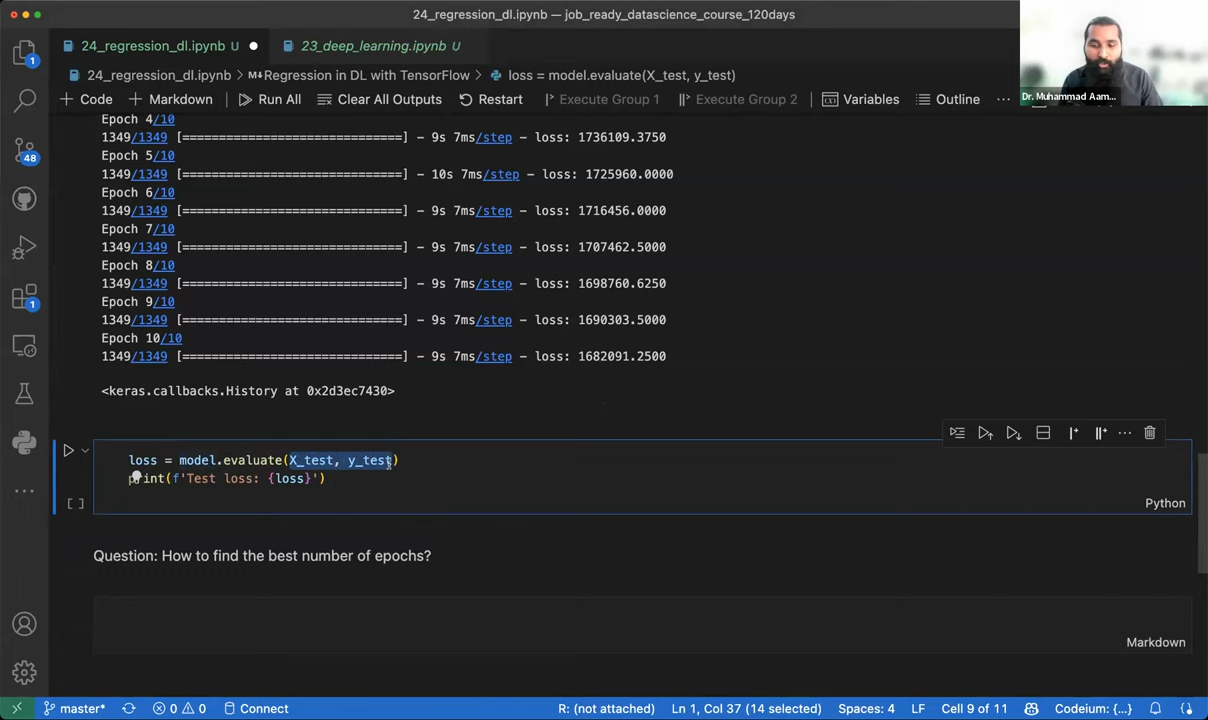 24_regression_dl.ipynb — job_ready_datascience_course_120days
24_regression_dl.ipynb U
23_deep_learning.ipynb U
24_regression_dl.ipynb > M↓Regression in DL with TensorFlow > loss = model.evaluate(X_test, y_test)
+ Code + Markdown Run All Clear All Outputs Restart Execute Group 1 Execute Group 2 Variables Outline ...
Dr. Muhammad Aam...
Epoch 4/10
1349/1349 [==============================] - 9s 7ms/step - loss: 1736109.3750
Epoch 5/10
1349/1349 [==============================] - 10s 7ms/step - loss: 1725960.0000
Epoch 6/10
1349/1349 [==============================] - 9s 7ms/step - loss: 1716456.0000
Epoch 7/10
1349/1349 [==============================] - 9s 7ms/step - loss: 1707462.5000
Epoch 8/10
1349/1349 [==============================] - 9s 7ms/step - loss: 1698760.6250
Epoch 9/10
1349/1349 [==============================] - 9s 7ms/step - loss: 1690303.5000
Epoch 10/10
1349/1349 [==============================] - 9s 7ms/step - loss: 1682091.2500
<keras.callbacks.History at 0x2d3ec7430>
loss = model.evaluate(X_test, y_test)
print(f'Test loss: {loss}')
[ ]
Python
Question: How to find the best number of epochs?
Markdown
1
48
1
master* 0 0 Connect R: (not attached) Ln 1, Col 37 (14 selected) Spaces: 4 LF Cell 9 of 11 Codeium: {...}